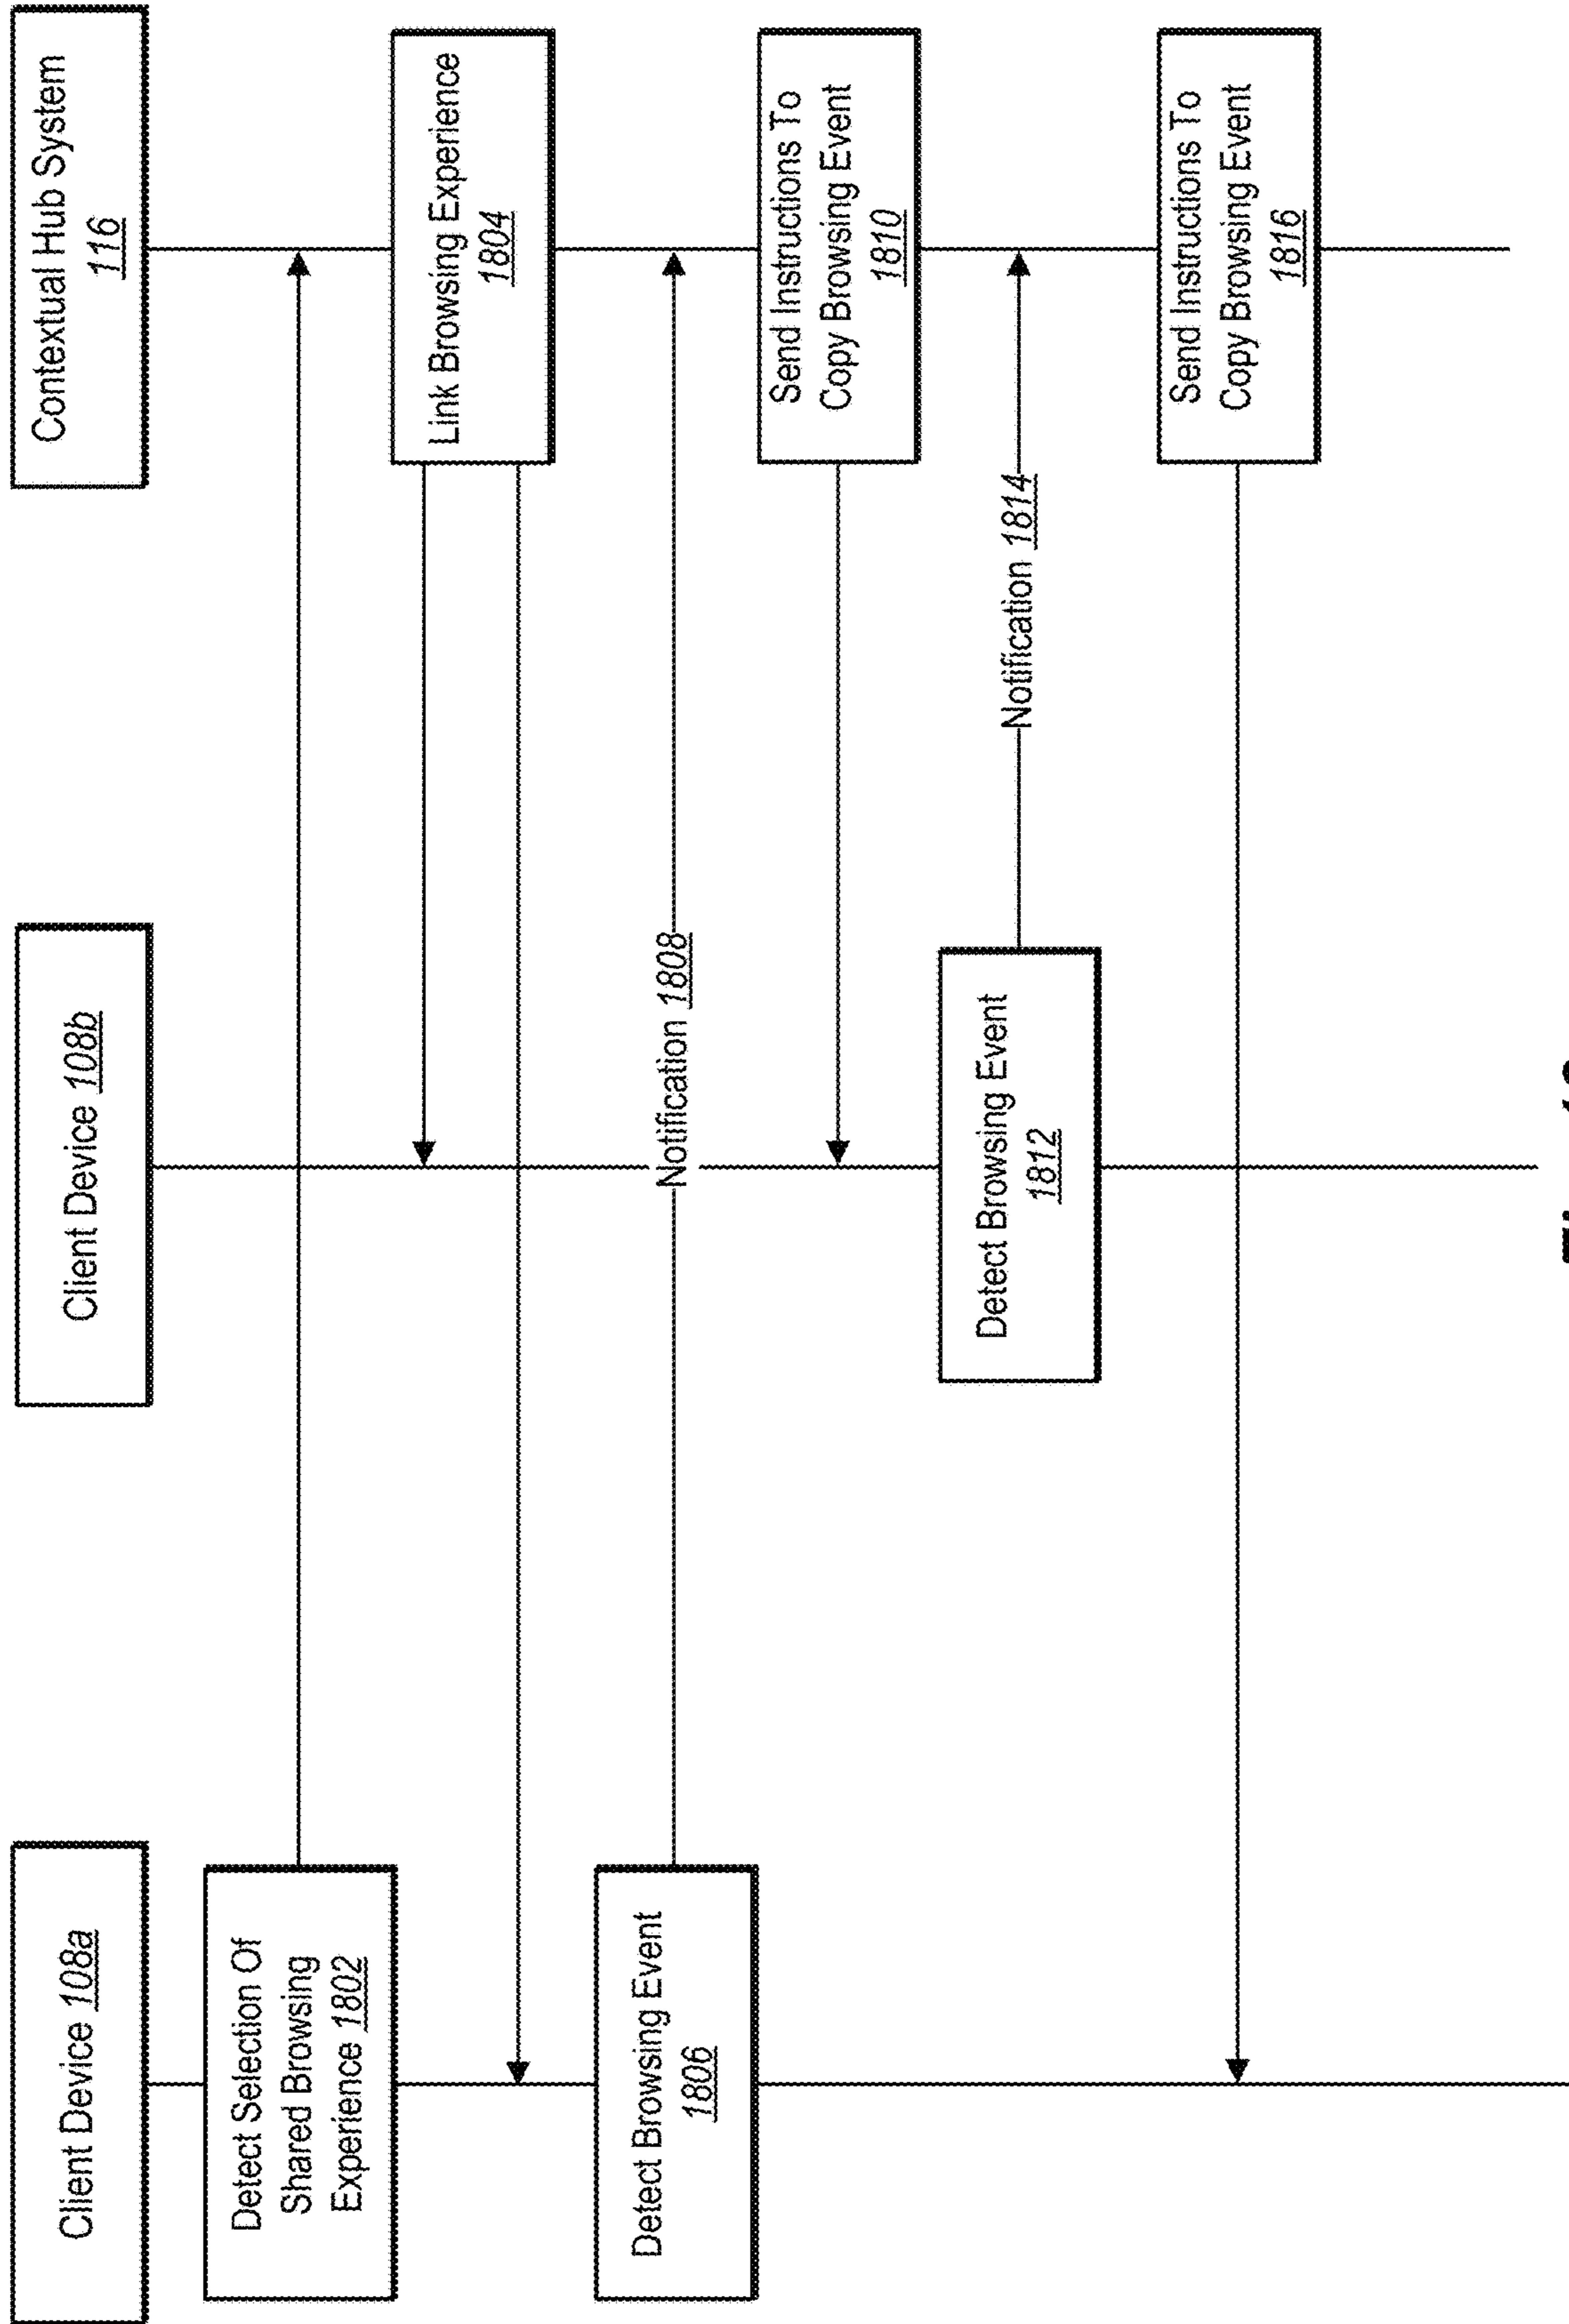 Client Device 108a
Client Device 108b
Contextual Hub System
116
Detect Selection Of
Shared Browsing
Experience 1802
Link Browsing Experience
1804
Detect Browsing Event
1806
Notification 1808
Send Instructions To
Copy Browsing Event
1810
Detect Browsing Event
1812
Notification 1814
Send Instructions To
Copy Browsing Event
1816